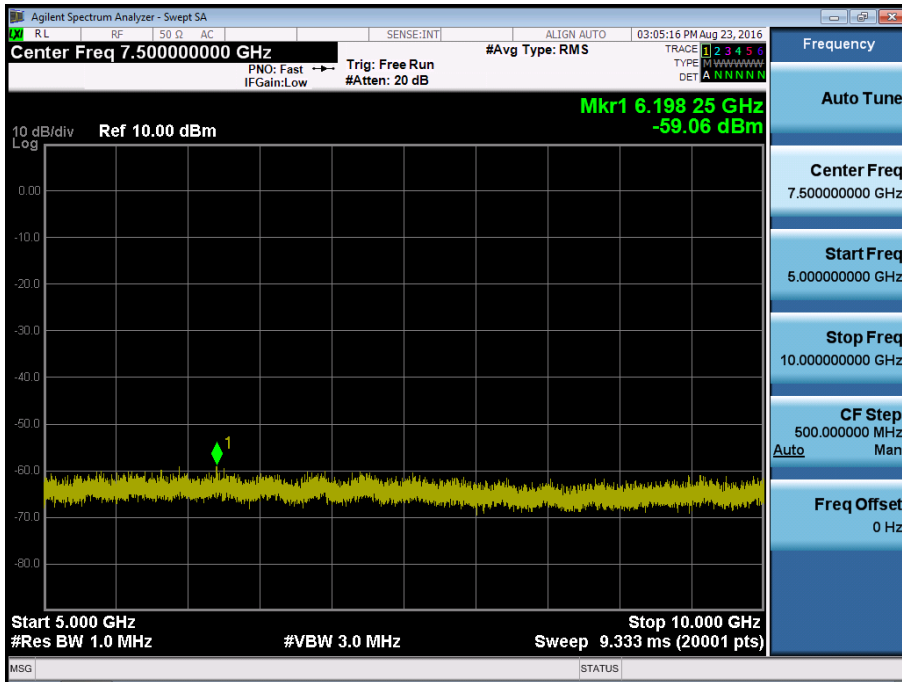 Agilent Spectrum Analyzer - Swept SA
LXI RL RF 50 Ω AC SENSE:INT ALIGN AUTO 03:05:16 PM Aug 23, 2016
Center Freq 7.500000000 GHz
PNO: Fast
IFGain:Low
Trig: Free Run
#Atten: 20 dB
#Avg Type: RMS
TRACE 1 2 3 4 5 6
TYPE M WWWWW
DET A N N N N N
Mkr1 6.198 25 GHz
-59.06 dBm
10 dB/div Ref 10.00 dBm
Log
0.00
-10.0
-20.0
-30.0
-40.0
-50.0
1
-60.0
-70.0
-80.0
Start 5.000 GHz Stop 10.000 GHz
#Res BW 1.0 MHz #VBW 3.0 MHz Sweep 9.333 ms (20001 pts)
MSG STATUS
Frequency
Auto Tune
Center Freq
7.500000000 GHz
Start Freq
5.000000000 GHz
Stop Freq
10.000000000 GHz
CF Step
500.000000 MHz
Auto Man
Freq Offset
0 Hz